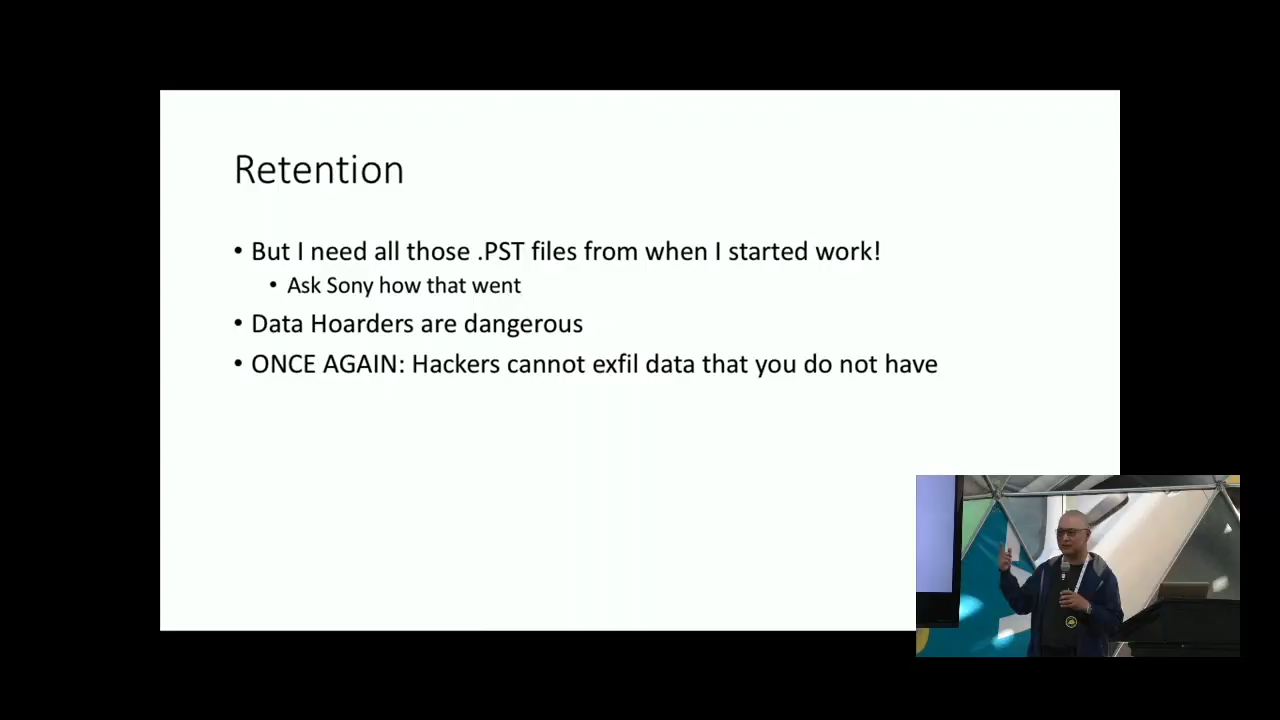 Retention
• But I need all those .PST files from when I started work!
• Ask Sony how that went
• Data Hoarders are dangerous
• ONCE AGAIN: Hackers cannot exfil data that you do not have